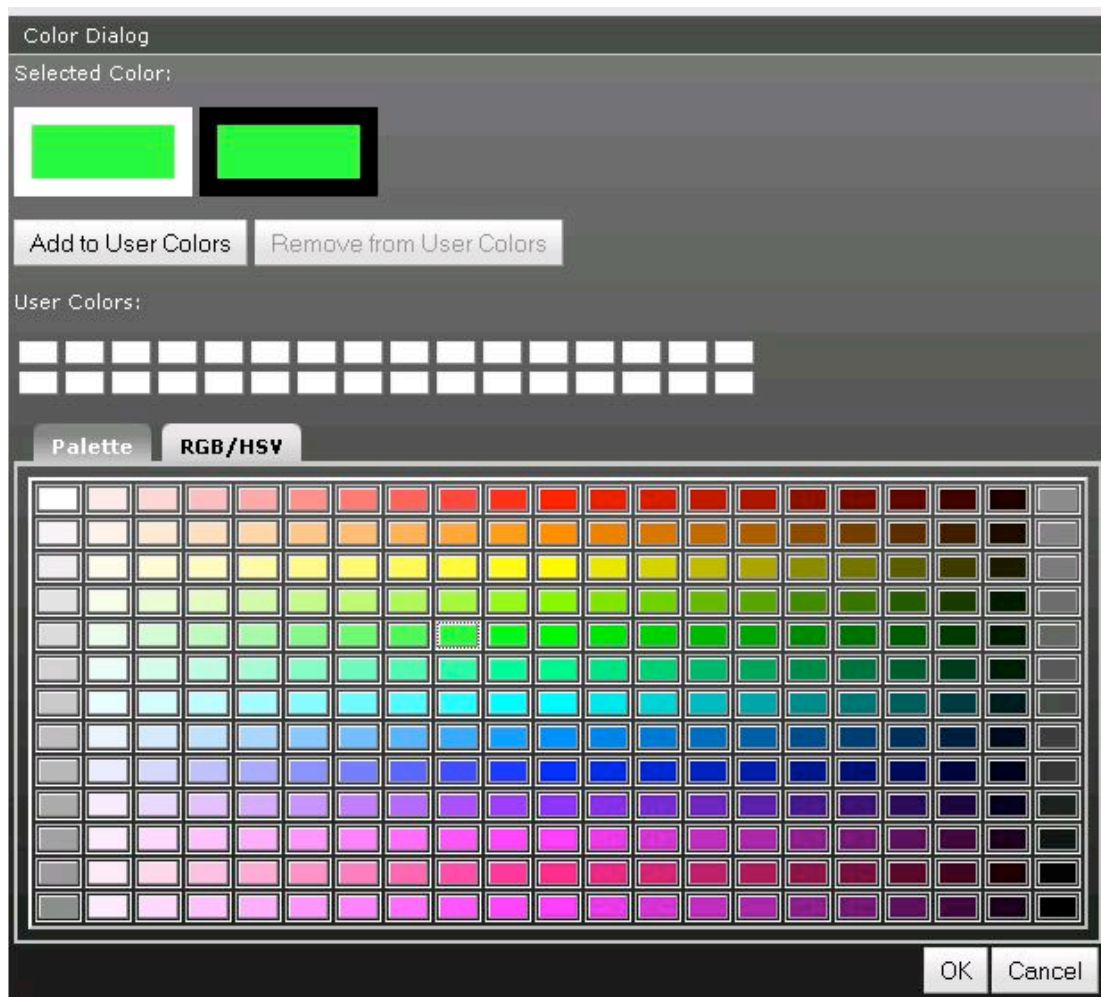 Color Dialog
Selected Color:
Add to User Colors Remove from User Colors
User Colors:
Palette RGB/HSV
OK Cancel